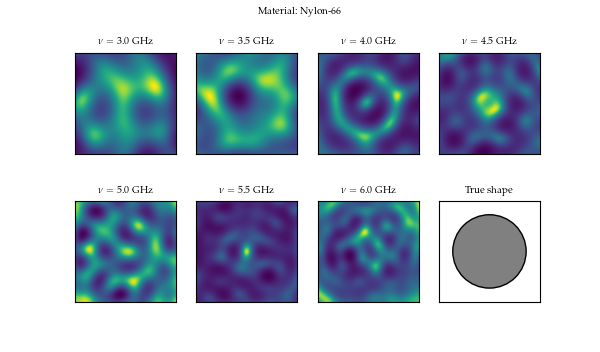 Material: Nylon-66
ν = 3.0 GHz
ν = 3.5 GHz
ν = 4.0 GHz
ν = 4.5 GHz
ν = 5.0 GHz
ν = 5.5 GHz
ν = 6.0 GHz
True shape